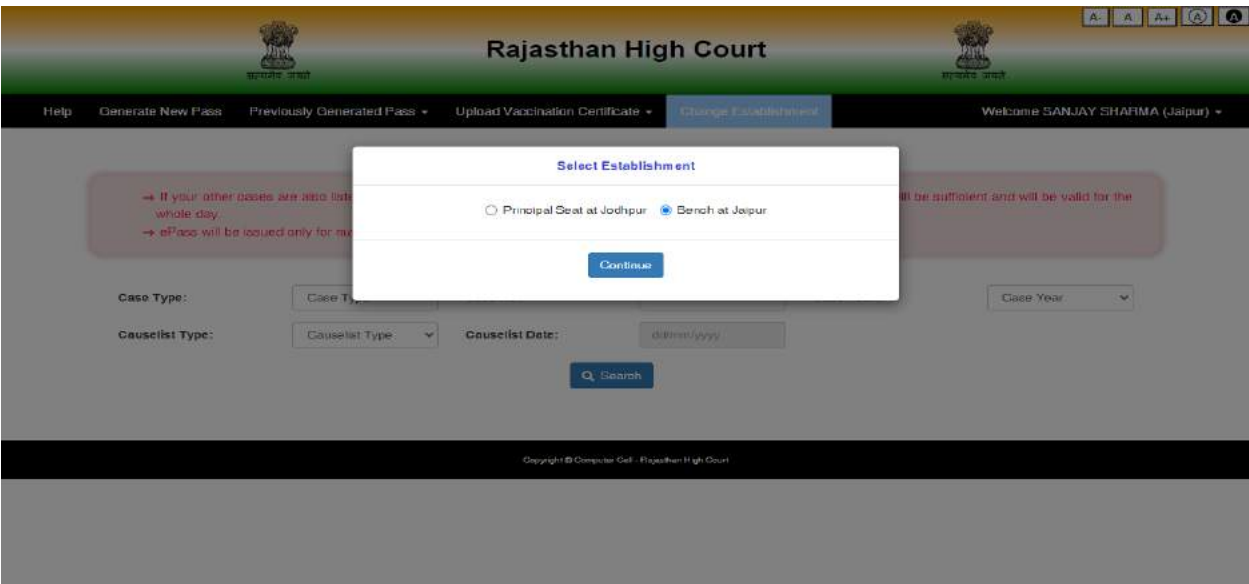 A- A A+ A A
Rajasthan High Court
सत्यमेव जयते
सत्यमेव जयते
Help Generate New Pass Previously Generated Pass Upload Vaccination Certificate Change Establishment Welcome SANJAY SHARMA (Jaipur)
Select Establishment
→ If your other cases are also ill be sufficient and will be valid for the
whole day.
Principal Seat at Jodhpur Bench at Jaipur
→ ePass will be issued only for
Continue
Case Type: Case Case Year
Causelist Type: Causelist Type Causelist Date: dd/mm/yyyy
Search
Copyright © Computer Cell - Rajasthan High Court